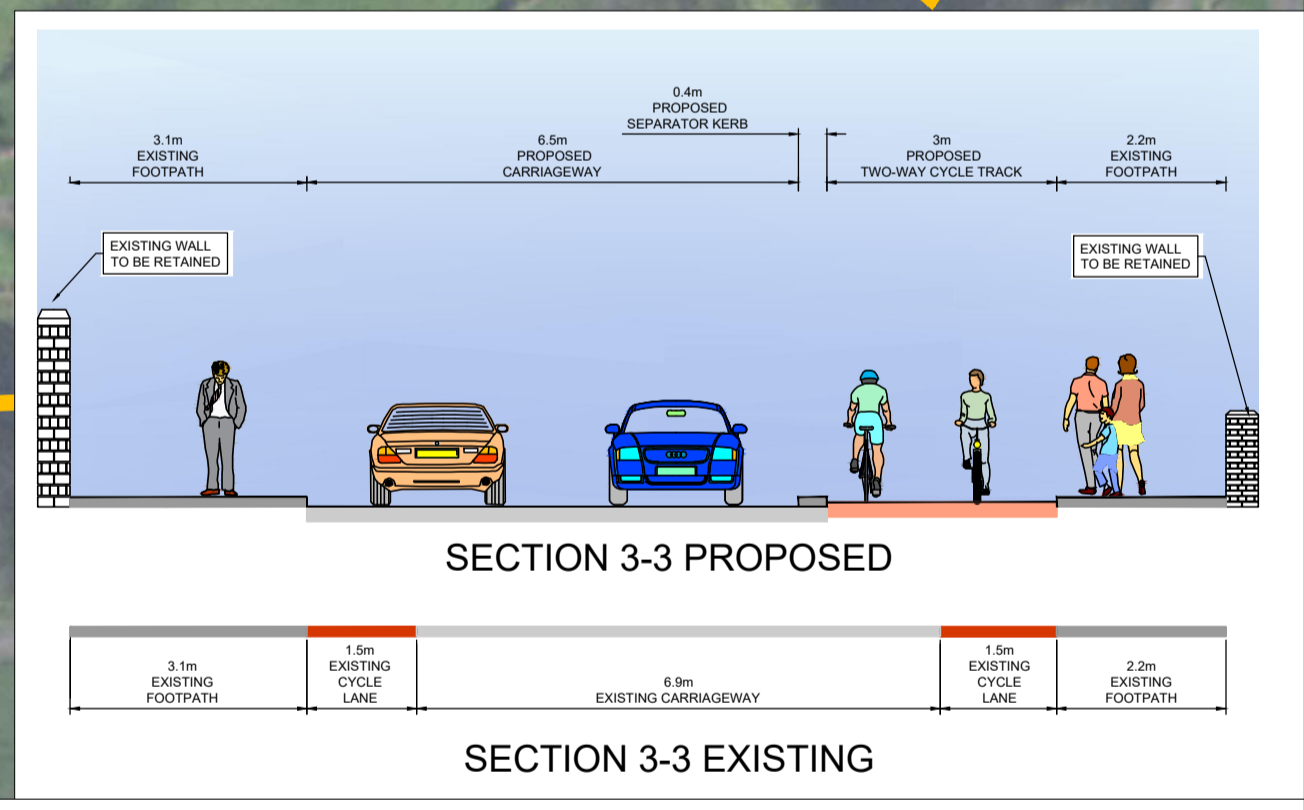 0.4m
PROPOSED
SEPARATOR KERB
3.1m
EXISTING
FOOTPATH
6.5m
PROPOSED
CARRIAGEWAY
3m
PROPOSED
TWO-WAY CYCLE TRACK
2.2m
EXISTING
FOOTPATH
EXISTING WALL
TO BE RETAINED
EXISTING WALL
TO BE RETAINED
SECTION 3-3 PROPOSED
3.1m
EXISTING
FOOTPATH
1.5m
EXISTING
CYCLE
LANE
6.9m
EXISTING CARRIAGEWAY
1.5m
EXISTING
CYCLE
LANE
2.2m
EXISTING
FOOTPATH
SECTION 3-3 EXISTING